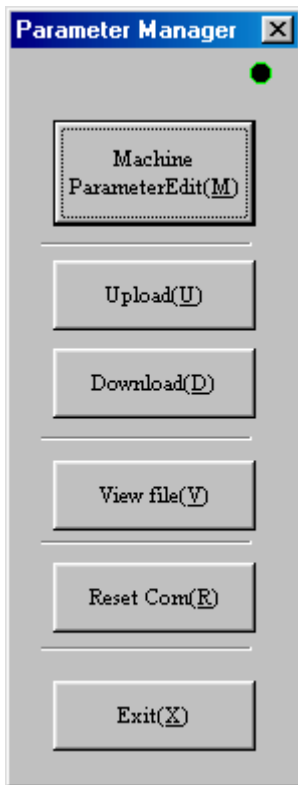 Parameter Manager
Machine
ParameterEdit(M)
Upload(U)
Download(D)
View file(V)
Reset Com(R)
Exit(X)